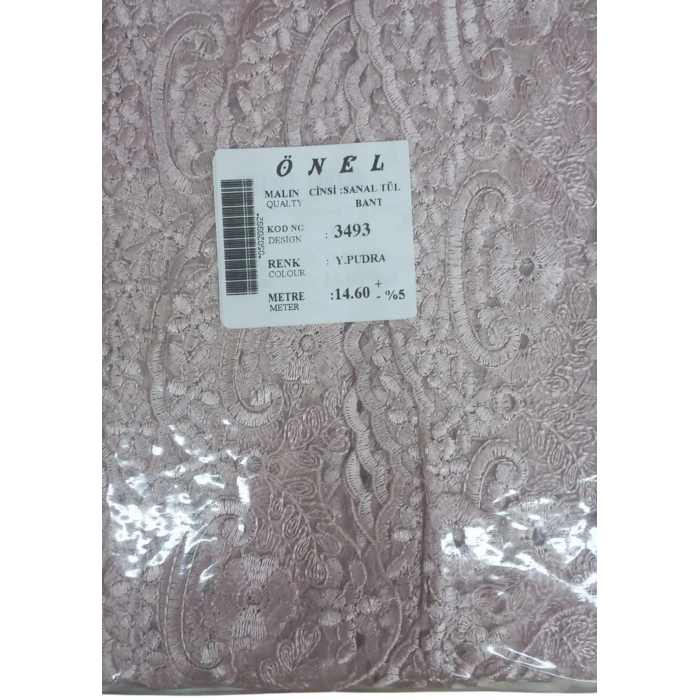 ÖNEL
MALIN CİNSİ :SANAL TÜL
QUALTY BANT
KOD NO : 3493
DESIGN
RENK : Y.PUDRA
COLOUR
METRE :14.60 + - %5
METER
*05020992*